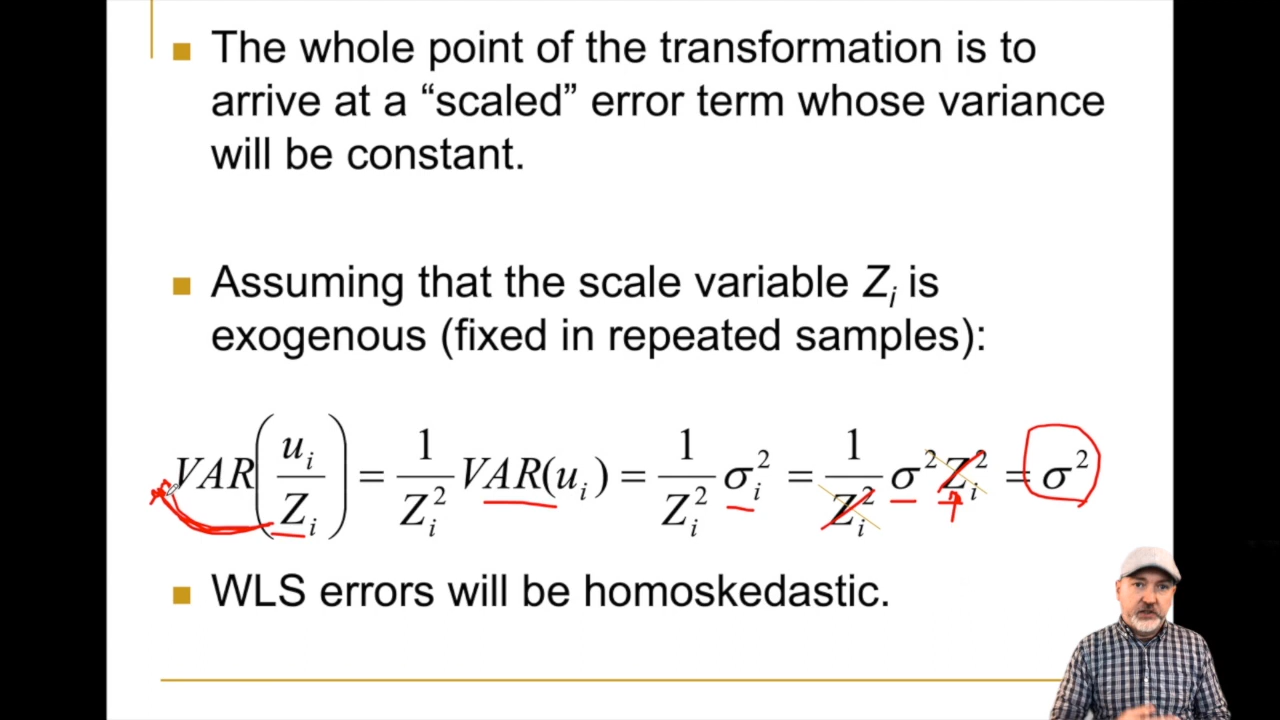 ■ The whole point of the transformation is to
arrive at a “scaled” error term whose variance
will be constant.
■ Assuming that the scale variable Zᵢ is
exogenous (fixed in repeated samples):
VAR(uᵢ/Zᵢ) = 1/Zᵢ² VAR(uᵢ) = 1/Zᵢ² σᵢ² = 1/Zᵢ² σ² Zᵢ² = σ²
■ WLS errors will be homoskedastic.